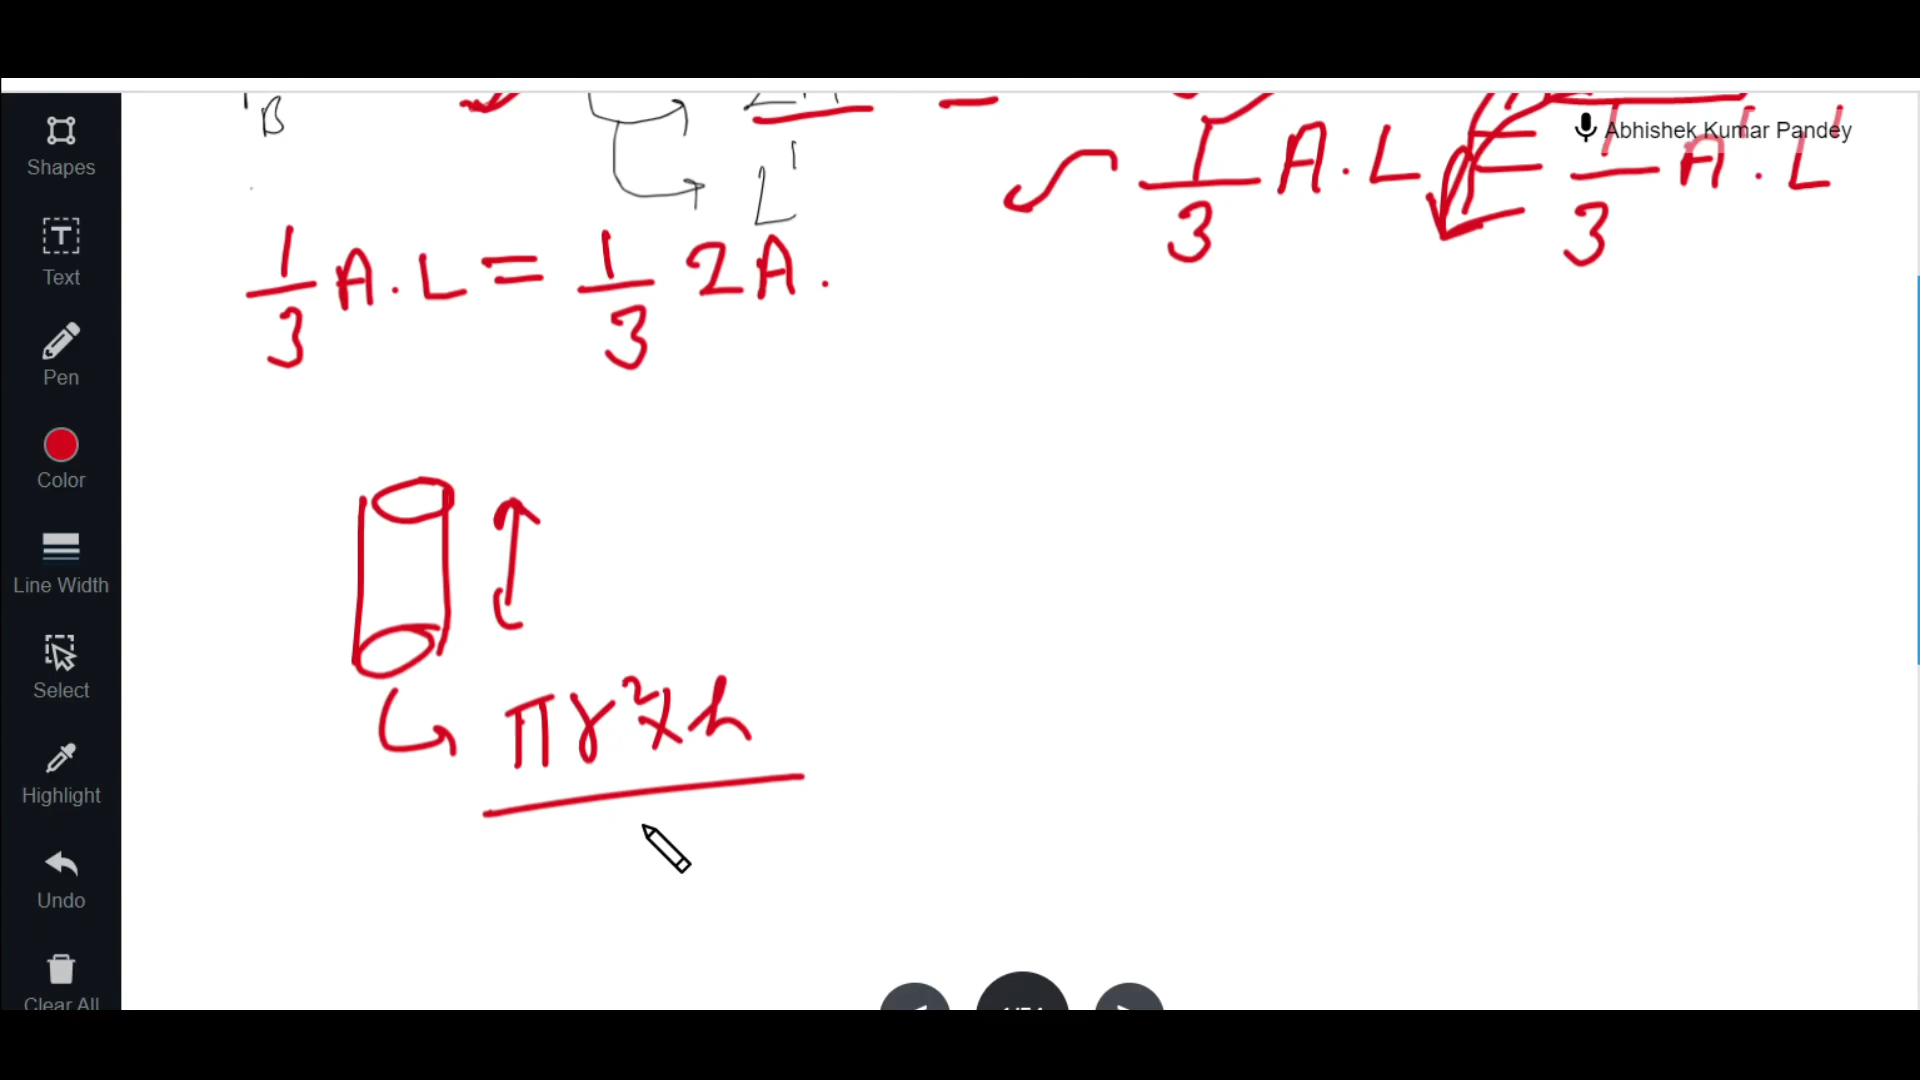 B
L'
Abhishek Kumar Pandey
1/3 A.L = 1/3 A'.L'
1/3 A.L = 1/3 2A.
πr²×h
Shapes
Text
Pen
Color
Line Width
Select
Highlight
Undo
Clear All